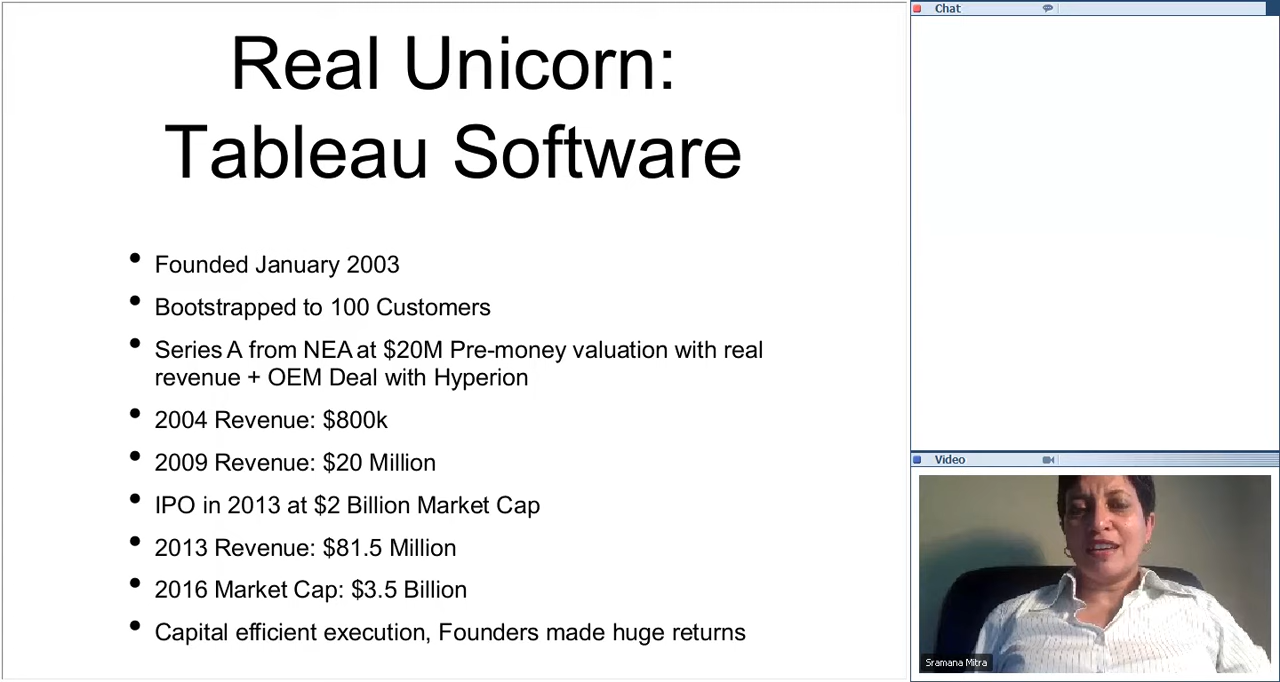 Real Unicorn:
Tableau Software
• Founded January 2003
• Bootstrapped to 100 Customers
• Series A from NEA at $20M Pre-money valuation with real
revenue + OEM Deal with Hyperion
• 2004 Revenue: $800k
• 2009 Revenue: $20 Million
• IPO in 2013 at $2 Billion Market Cap
• 2013 Revenue: $81.5 Million
• 2016 Market Cap: $3.5 Billion
• Capital efficient execution, Founders made huge returns
Chat
Video
Sramana Mitra